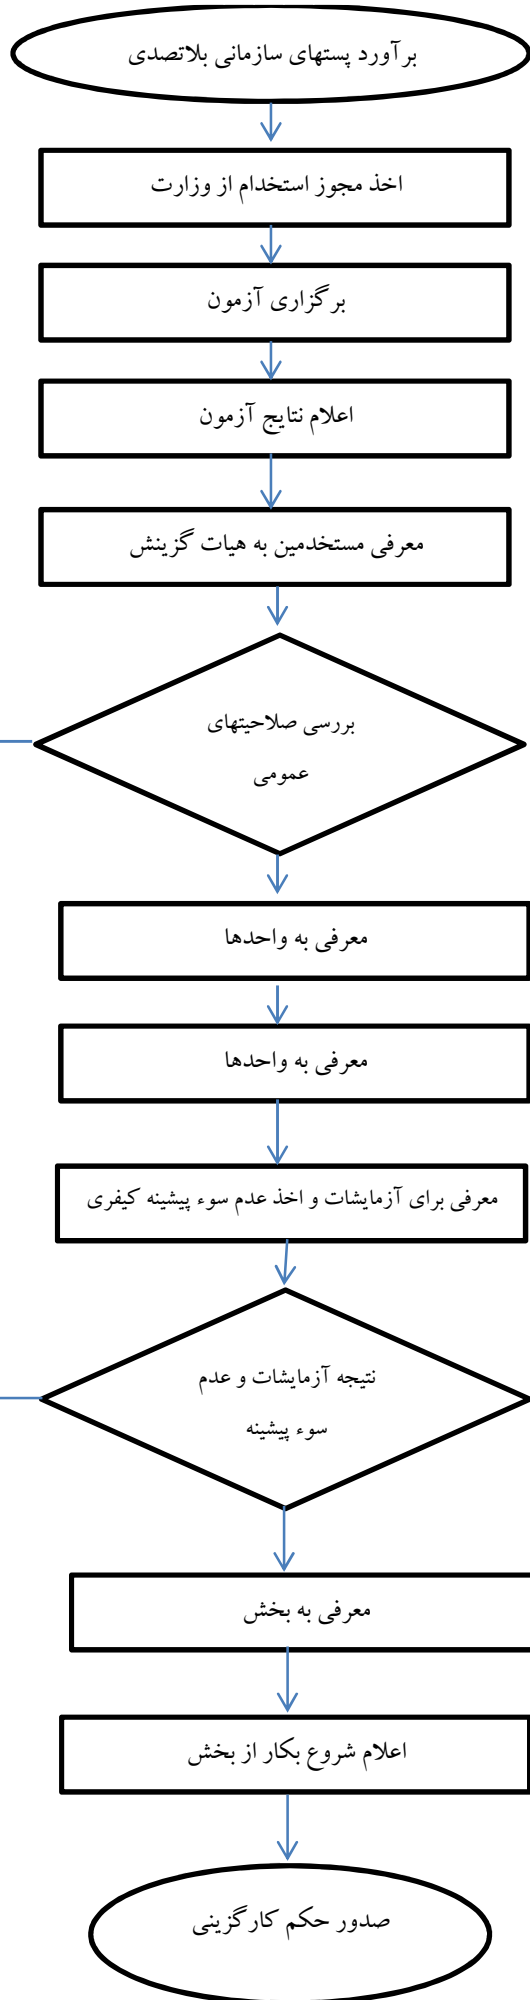 برآورد پستهای سازمانی بلاتصدی
اخذ مجوز استخدام از وزارت
برگزاری آزمون
اعلام نتایج آزمون
معرفی مستخدمین به هیات گزینش
بررسی صلاحیتهای
عمومی
معرفی به واحدها
معرفی به واحدها
معرفی برای آزمایشات و اخذ عدم سوء پیشینه کیفری
نتیجه آزمایشات و عدم
سوء پیشینه
معرفی به بخش
اعلام شروع بکار از بخش
صدور حکم کارگزینی